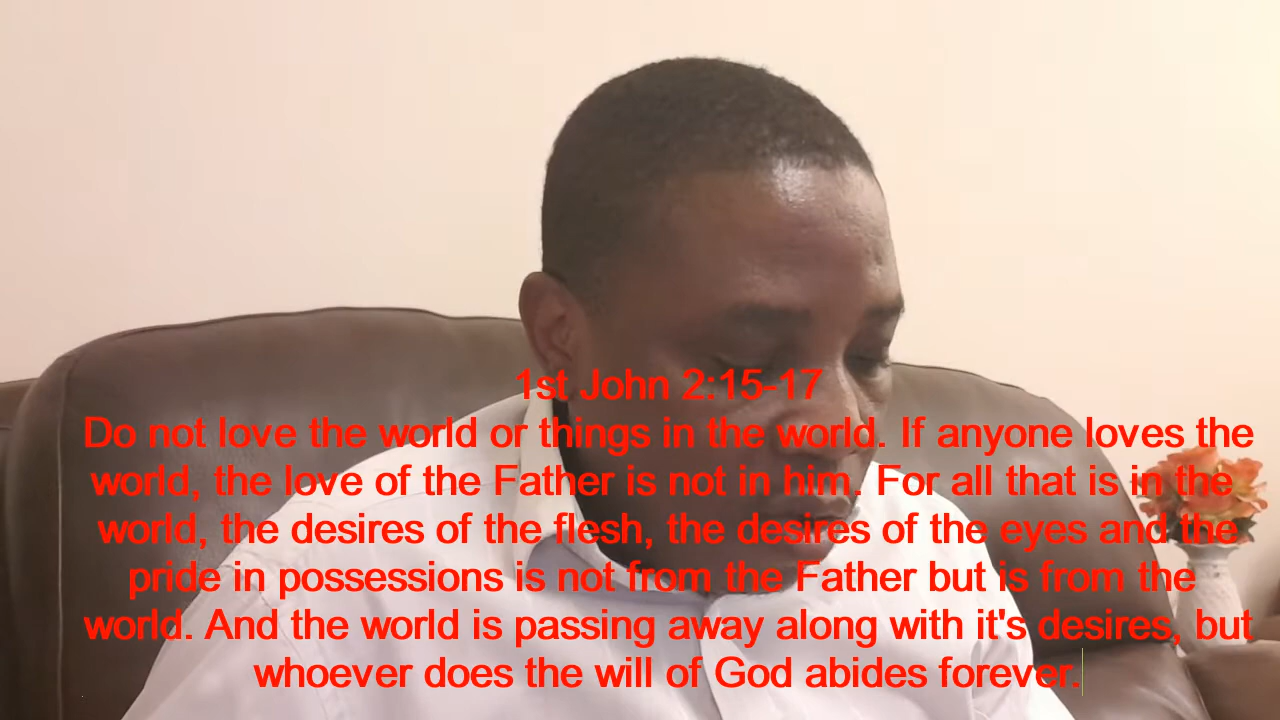 1st John 2:15-17
Do not love the world or things in the world. If anyone loves the
world, the love of the Father is not in him. For all that is in the
world, the desires of the flesh, the desires of the eyes and the
pride in possessions is not from the Father but is from the
world. And the world is passing away along with it's desires, but
whoever does the will of God abides forever.